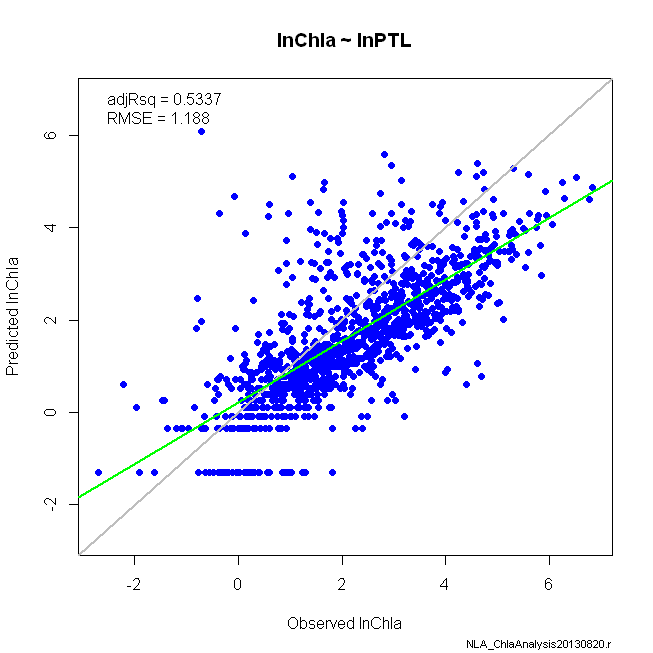 lnChla ~ lnPTL
adjRsq = 0.5337
RMSE = 1.188
6
4
2
0
-2
Predicted lnChla
-2 0 2 4 6
Observed lnChla
NLA_ChlaAnalysis20130820.r